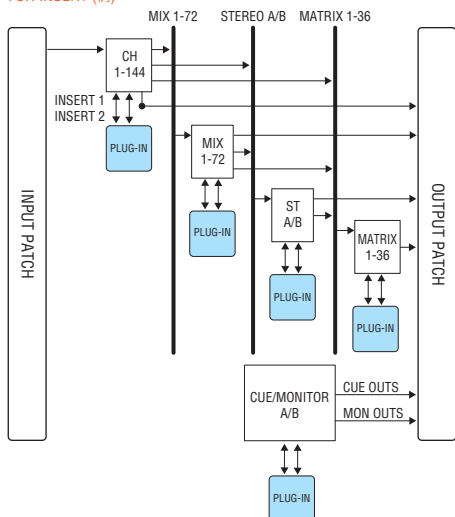 MIX 1-72
STEREO A/B
MATRIX 1-36
CH
1-144
INSERT 1
INSERT 2
PLUG-IN
MIX
1-72
PLUG-IN
ST
A/B
PLUG-IN
MATRIX
1-36
PLUG-IN
INPUT PATCH
OUTPUT PATCH
CUE/MONITOR
A/B
CUE OUTS
MON OUTS
PLUG-IN